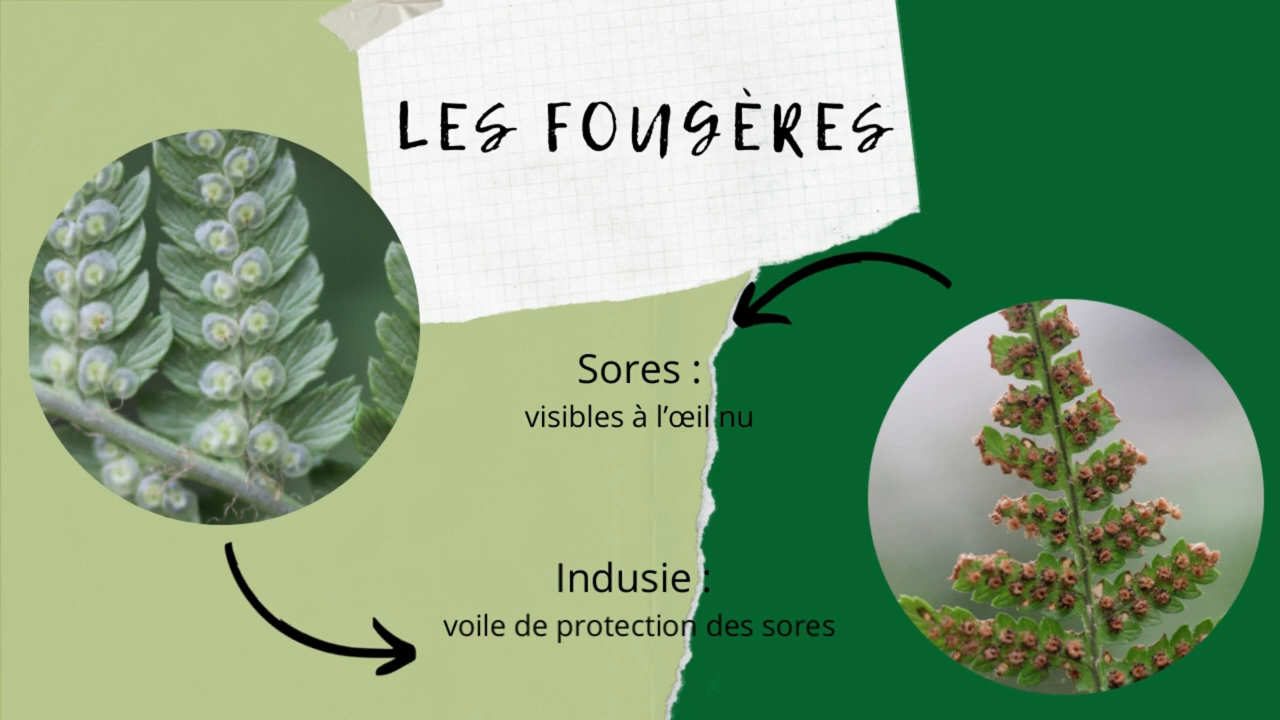 LES FOUGÈRES
Sores :
visibles à l’œil nu
Indusie :
voile de protection des sores